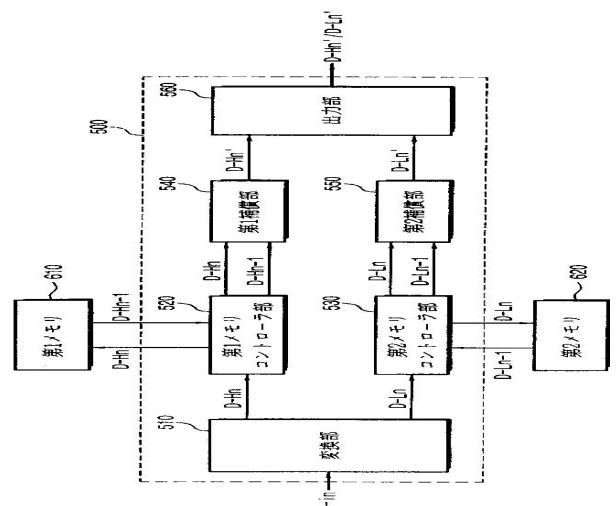 500
610
第1メモリ
D-Hn
D-Hn-1
510
変換部
-in
D-Hn
D-Ln
520
第1メモリ
コントローラ部
530
第2メモリ
コントローラ部
D-Hn
D-Hn-1
D-Ln
D-Ln-1
540
第1補償部
550
第2補償部
D-Hn'
D-Ln'
560
出力部
D-Hn'/D-Ln'
D-Ln-1
D-Ln
620
第2メモリ